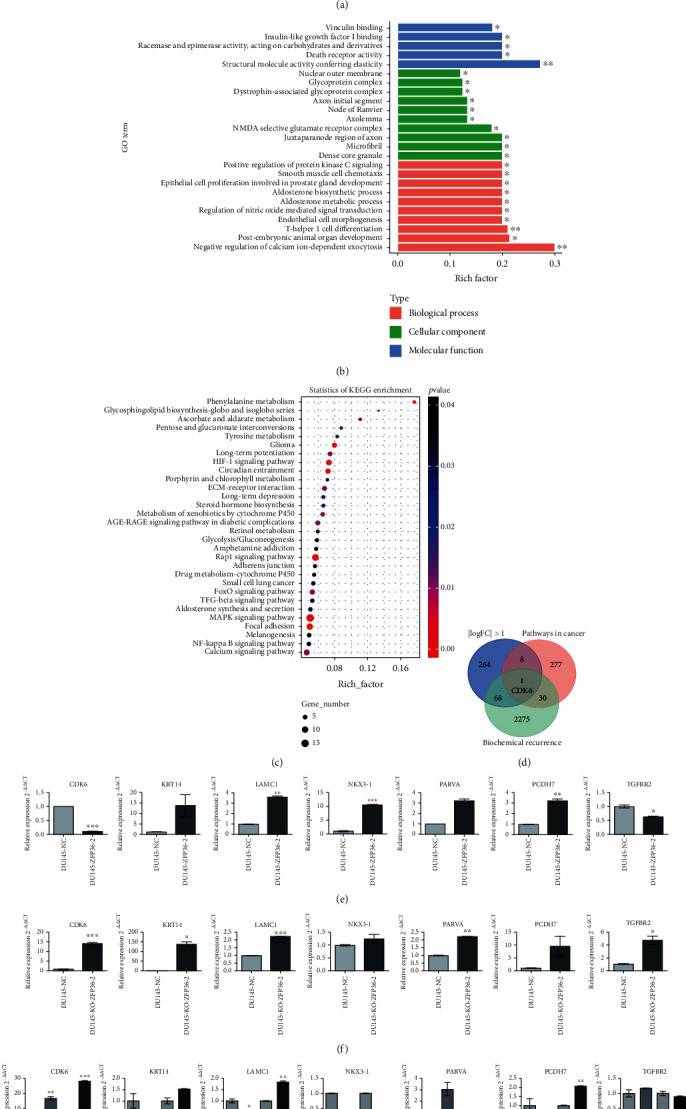 (a)
Vinculin binding
Insulin-like growth factor I binding
Racemase and epimerase activity, acting on carbohydrates and derivatives
Death receptor activity
Structural molecule activity conferring elasticity
Nuclear outer membrane
Glycoprotein complex
Dystrophin-associated glycoprotein complex
Axon initial segment
Node of Ranvier
Axolemma
NMDA selective glutamate receptor complex
Juxtaparanode region of axon
Microfibril
Dense core granule
Positive regulation of protein kinase C signaling
Smooth muscle cell chemotaxis
Epithelial cell proliferation involved in prostate gland development
Aldosterone biosynthetic process
Aldosterone metabolic process
Regulation of nitric oxide mediated signal transduction
Endothelial cell morphogenesis
T-helper 1 cell differentiation
Post-embryonic animal organ development
Negative regulation of calcium ion-dependent exocytosis
GO term
0.0 0.1 0.2 0.3
Rich factor
Type
Biological process
Cellular component
Molecular function
(b)
Statistics of KEGG enrichment
pvalue
Phenylalanine metabolism
Glycosphingolipid biosynthesis-globo and isoglobo series
Ascorbate and aldarate metabolism
Pentose and glucuronate interconversions
Tyrosine metabolism
Glioma
Long-term potentiation
HIF-1 signaling pathway
Circadian entrainment
Porphyrin and chlorophyll metabolism
ECM-receptor interaction
Long-term depression
Steroid hormone biosynthesis
Metabolism of xenobiotics by cytochrome P450
AGE-RAGE signaling pathway in diabetic complications
Retinol metabolism
Glycolysis/Gluconeogenesis
Amphetamine addiciton
Rap1 signaling pathway
Adherens junction
Drug metabolism-cytochrome P450
Small cell lung cancer
FoxO signaling pathway
TFG-beta signaling pathway
Aldosterone synthesis and secretion
MAPK signaling pathway
Focal adhesion
Melanogenesis
NF-kappa B signaling pathway
Calcium signaling pathway
0.04
0.03
0.02
0.01
0.00
0.08 0.12 0.16
Rich_factor
Gene_number
5
10
15
(c)
|logFC| > 1
Pathways in cancer
264 8 277
1
CDK6
68 30
2275
Biochemical recurrence
(d)
CDK6 KRT14 LAMC1 NKX3-1 PARVA PCDH7 TGFBR2
Relative expression 2^-ΔΔCT
DU145-NC
DU145-ZFP36-2
(e)
CDK6 KRT14 LAMC1 NKX3-1 PARVA PCDH7 TGFBR2
Relative expression 2^-ΔΔCT
DU145-NC
DU145-KO-ZFP36-2
(f)
CDK6 KRT14 LAMC1 NKX3-1 PARVA PCDH7 TGFBR2